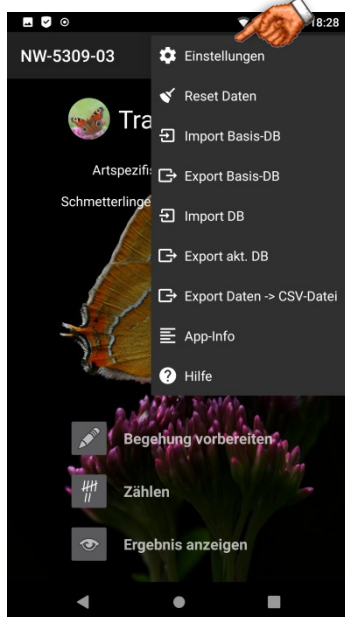 18:28
NW-5309-03
Einstellungen
Reset Daten
Tra
Import Basis-DB
Artspezifi
Export Basis-DB
Schmetterlinge
Import DB
Export akt. DB
Export Daten -> CSV-Datei
App-Info
Hilfe
Begehung vorbereiten
Zählen
Ergebnis anzeigen